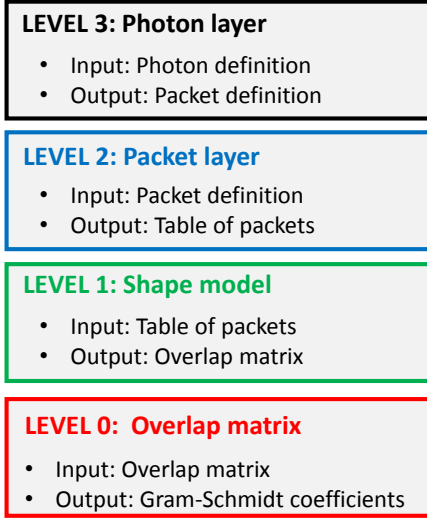 LEVEL 3: Photon layer
• Input: Photon definition
• Output: Packet definition
LEVEL 2: Packet layer
• Input: Packet definition
• Output: Table of packets
LEVEL 1: Shape model
• Input: Table of packets
• Output: Overlap matrix
LEVEL 0: Overlap matrix
• Input: Overlap matrix
• Output: Gram-Schmidt coefficients